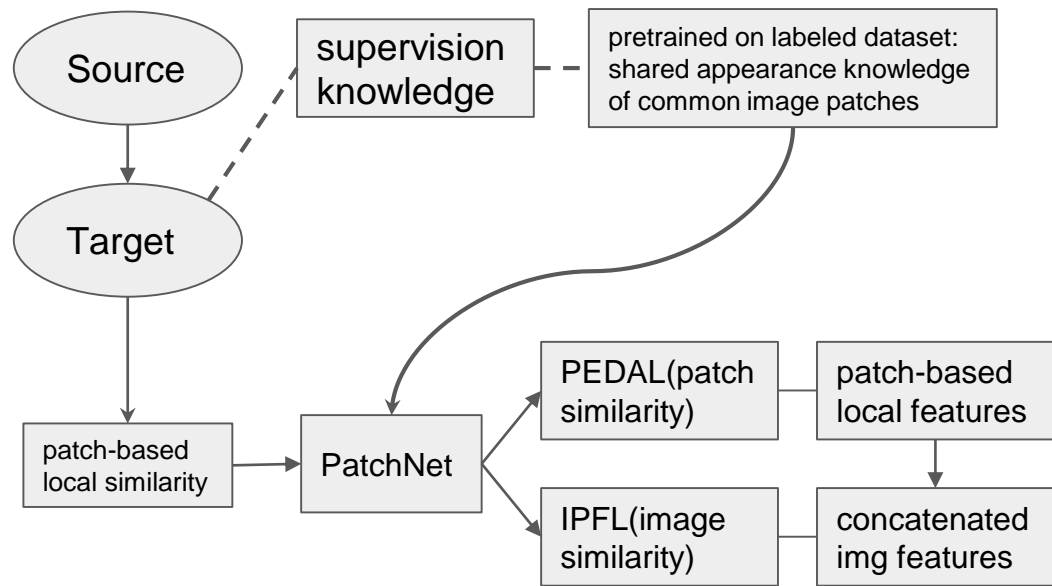 Source
supervision
knowledge
pretrained on labeled dataset:
shared appearance knowledge
of common image patches
Target
patch-based
local similarity
PatchNet
PEDAL(patch
similarity)
patch-based
local features
IPFL(image
similarity)
concatenated
img features